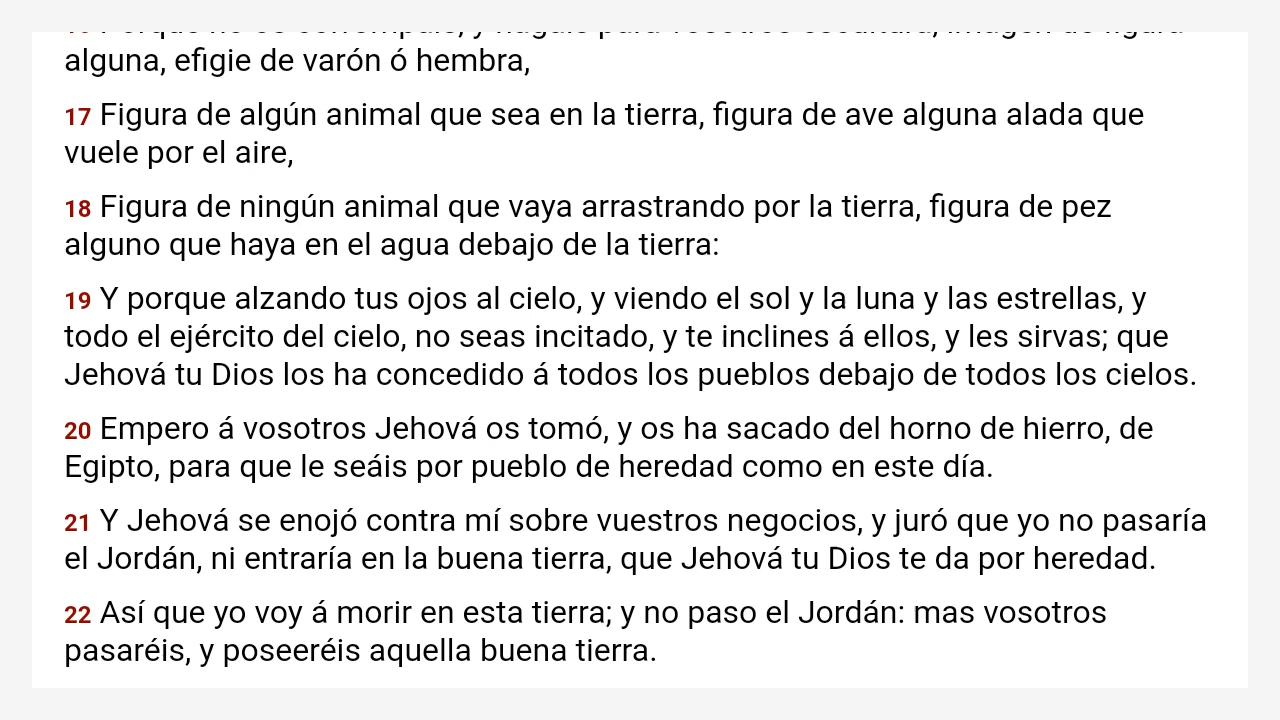 alguna, efigie de varón ó hembra,
17 Figura de algún animal que sea en la tierra, figura de ave alguna alada que
vuele por el aire,
18 Figura de ningún animal que vaya arrastrando por la tierra, figura de pez
alguno que haya en el agua debajo de la tierra:
19 Y porque alzando tus ojos al cielo, y viendo el sol y la luna y las estrellas, y
todo el ejército del cielo, no seas incitado, y te inclines á ellos, y les sirvas; que
Jehová tu Dios los ha concedido á todos los pueblos debajo de todos los cielos.
20 Empero á vosotros Jehová os tomó, y os ha sacado del horno de hierro, de
Egipto, para que le seáis por pueblo de heredad como en este día.
21 Y Jehová se enojó contra mí sobre vuestros negocios, y juró que yo no pasaría
el Jordán, ni entraría en la buena tierra, que Jehová tu Dios te da por heredad.
22 Así que yo voy á morir en esta tierra; y no paso el Jordán: mas vosotros
pasaréis, y poseeréis aquella buena tierra.